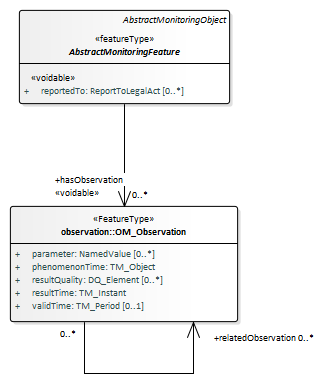 AbstractMonitoringObject
«featureType»
AbstractMonitoringFeature
«voidable»
+ reportedTo: ReportToLegalAct [0..*]
+hasObservation
«voidable» 0..*
«FeatureType»
observation::OM_Observation
+ parameter: NamedValue [0..*]
+ phenomenonTime: TM_Object
+ resultQuality: DQ_Element [0..*]
+ resultTime: TM_Instant
+ validTime: TM_Period [0..1]
0..*
+relatedObservation 0..*